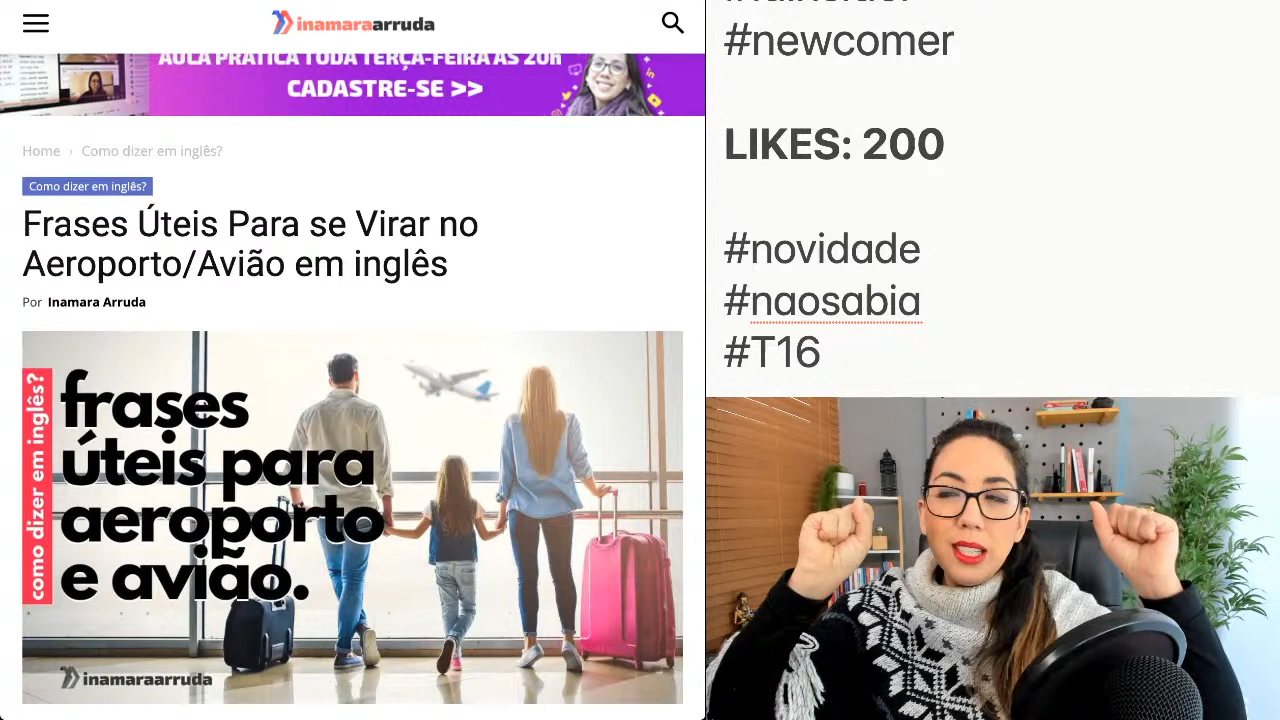 inamaraarruda
AULA PRÁTICA TODA TERÇA-FEIRA ÀS 20h
CADASTRE-SE >>
Home › Como dizer em inglês?
Como dizer em inglês?
Frases Úteis Para se Virar no
Aeroporto/Avião em inglês
Por Inamara Arruda
como dizer em inglês?
frases
úteis para
aeroporto
e avião.
inamaraarruda
#newcomer
LIKES: 200
#novidade
#naosabia
#T16